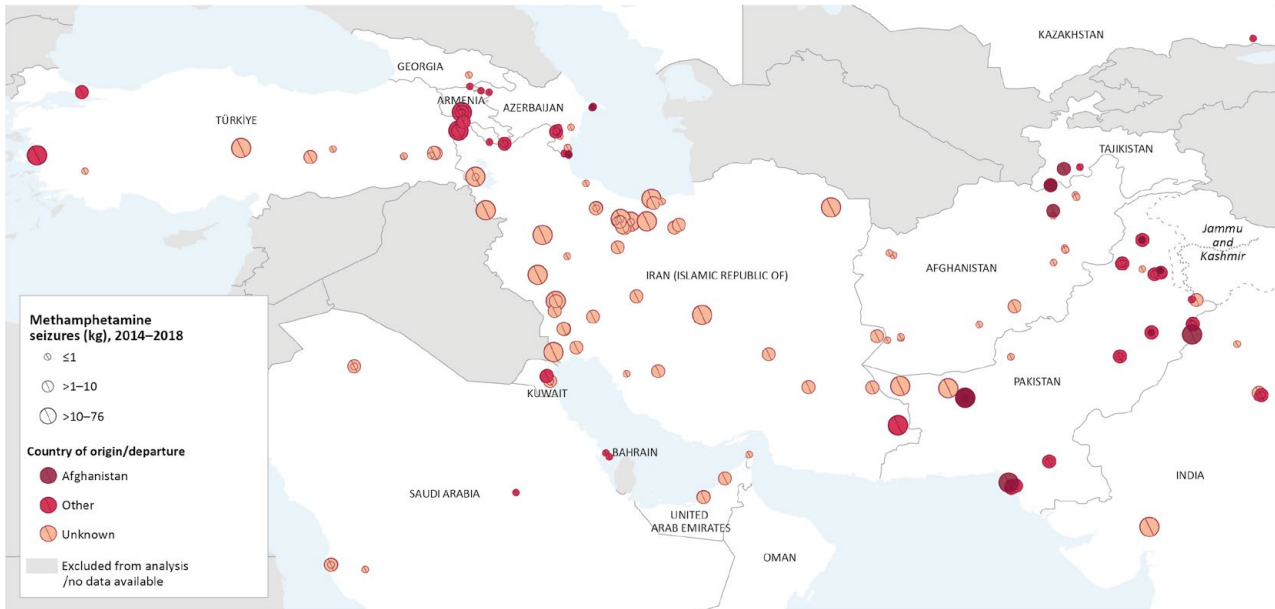 KAZAKHSTAN
GEORGIA
ARMENIA
AZERBAIJAN
TÜRKİYE
TAJIKISTAN
Jammu
and
Kashmir
IRAN (ISLAMIC REPUBLIC OF)
AFGHANISTAN
Methamphetamine
seizures (kg), 2014–2018
≤1
>1–10
>10–76
Country of origin/departure
Afghanistan
Other
Unknown
Excluded from analysis
/no data available
KUWAIT
PAKISTAN
BAHRAIN
SAUDI ARABIA
INDIA
UNITED
ARAB EMIRATES
OMAN